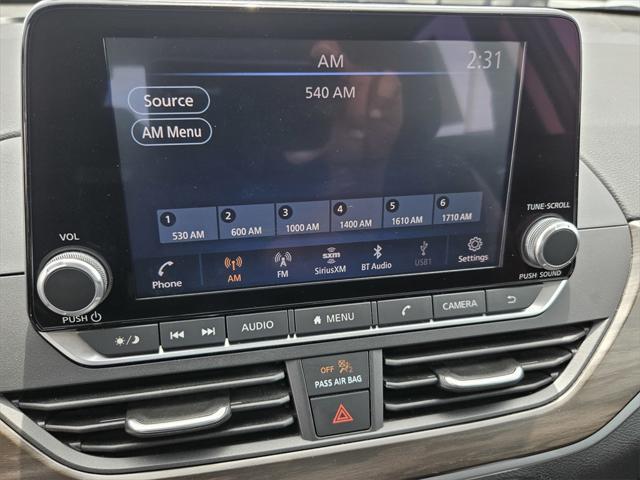 AM
2:31
Source
540 AM
AM Menu
1 2 3 4 5 6
530 AM 600 AM 1000 AM 1400 AM 1610 AM 1710 AM
TUNE·SCROLL
VOL
Phone
AM
FM
sxm
SiriusXM
BT Audio
USB1
Settings
PUSH
PUSH SOUND
AUDIO
MENU
CAMERA
OFF
PASS AIR BAG